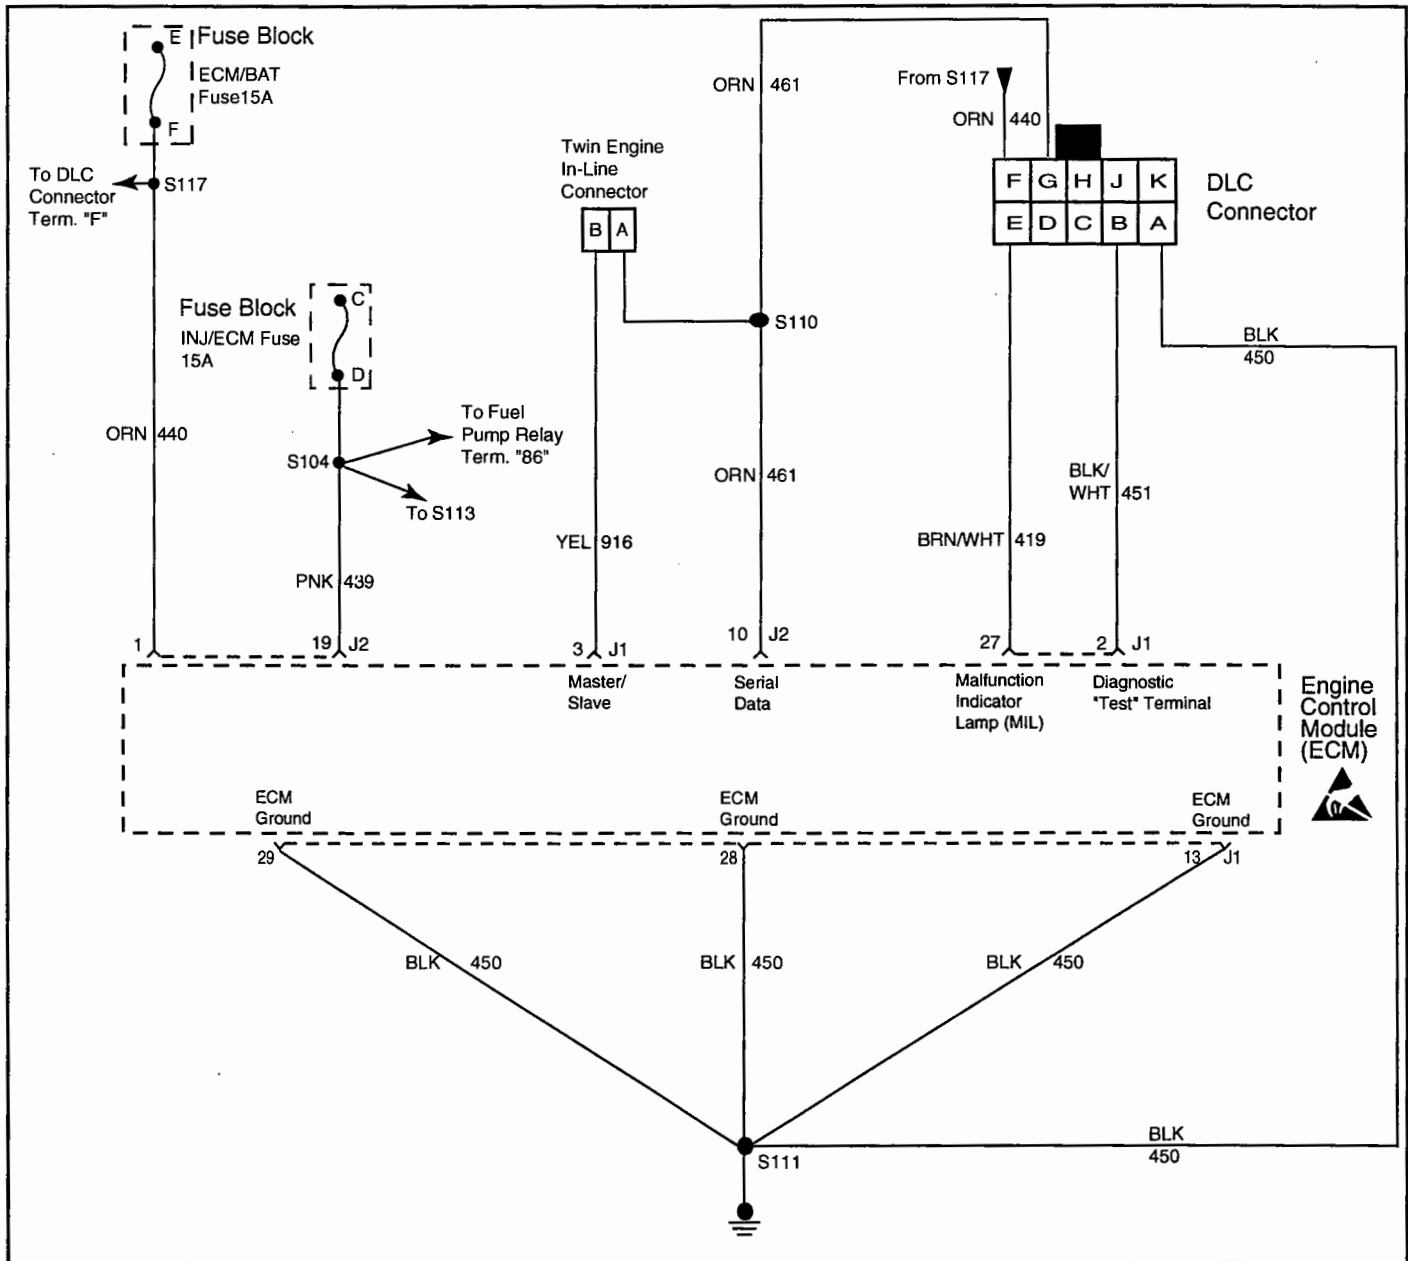 E
Fuse Block
ECM/BAT
Fuse15A
F
To DLC
Connector
Term. "F"
S117
Fuse Block
INJ/ECM Fuse
15A
C
D
ORN 440
S104
To Fuel
Pump Relay
Term. "86"
To S113
PNK 439
Twin Engine
In-Line
Connector
B A
YEL 916
ORN 461
S110
ORN 461
From S117
ORN 440
F G H J K
E D C B A
DLC
Connector
BLK
450
BLK/
WHT 451
BRN/WHT 419
1
19 J2
3 J1
10 J2
27
2 J1
Master/
Slave
Serial
Data
Malfunction
Indicator
Lamp (MIL)
Diagnostic
"Test" Terminal
Engine
Control
Module
(ECM)
ECM
Ground
ECM
Ground
ECM
Ground
29
28
13 J1
BLK 450
BLK 450
BLK 450
BLK
450
S111